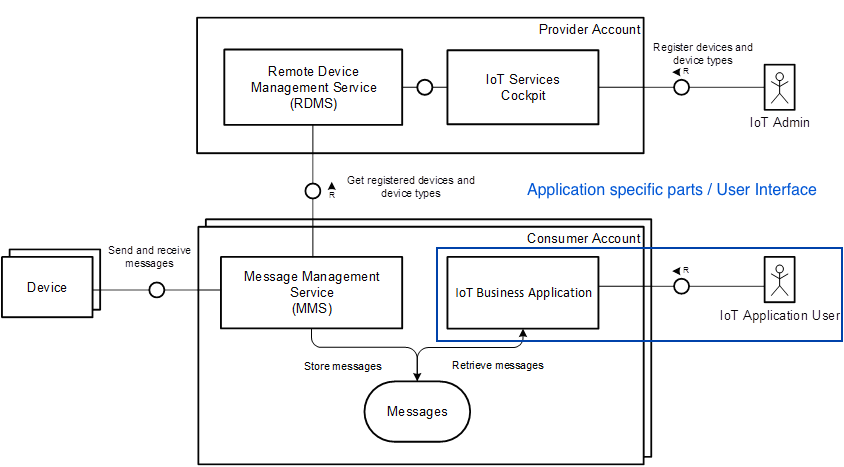 Provider Account
Remote Device
Management Service
(RDMS)
IoT Services
Cockpit
Register devices and
device types
R
IoT Admin
Get registered devices and
device types
R
Application specific parts / User Interface
Consumer Account
Send and receive
messages
Device
Message Management
Service
(MMS)
IoT Business Application
R
IoT Application User
Store messages
Retrieve messages
Messages